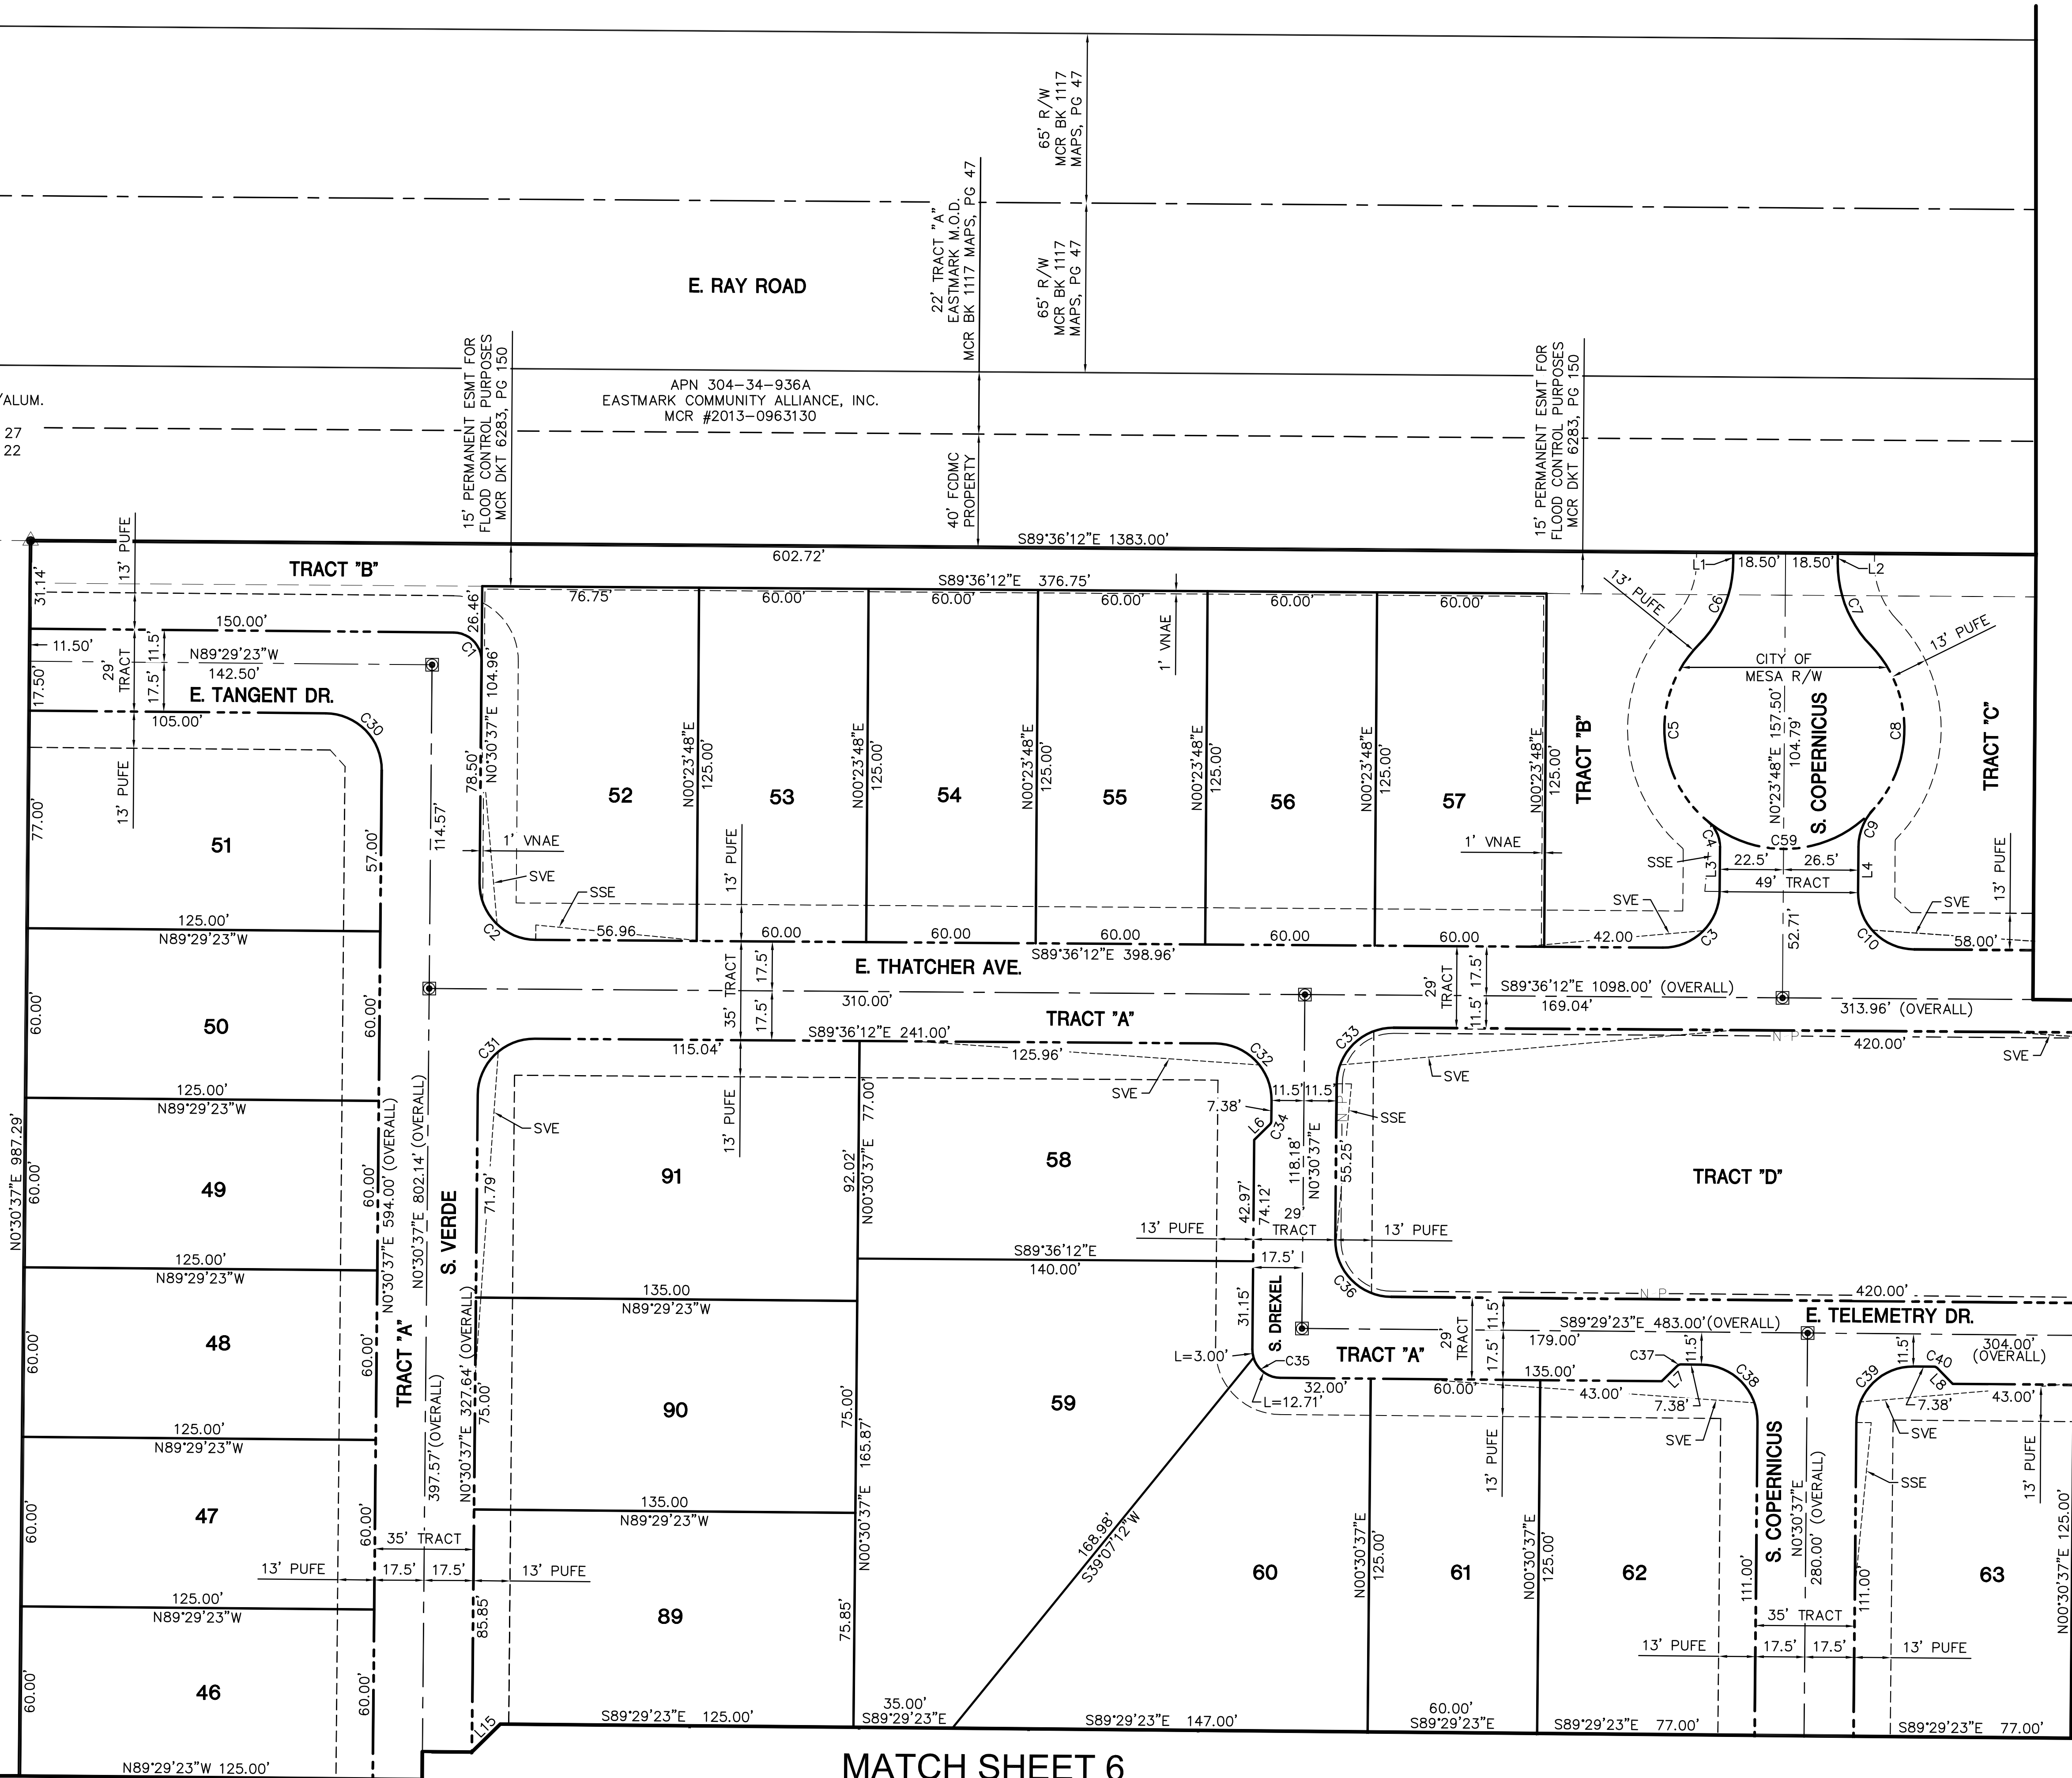 65' R/W
MCR BK 1117
MAPS, PG 47
22' TRACT "A"
EASTMARK M.O.D.
MCR BK 1117 MAPS, PG 47
65' R/W
MCR BK 1117
MAPS, PG 47
E. RAY ROAD
15' PERMANENT ESMT FOR
FLOOD CONTROL PURPOSES
MCR DKT 6283, PG 150
APN 304-34-936A
EASTMARK COMMUNITY ALLIANCE, INC.
MCR #2013-0963130
15' PERMANENT ESMT FOR
FLOOD CONTROL PURPOSES
MCR DKT 6283, PG 150
/ALUM.
27
22
40' FCDMC
PROPERTY
S89°36'12"E 1383.00'
602.72'
13' PUFE
TRACT "B"
31.14'
S89°36'12"E 376.75'
76.75'
60.00'
60.00'
60.00'
60.00'
60.00'
26.46'
1' VNAE
L1
18.50'
18.50'
L2
13' PUFE
C6
C7
13' PUFE
150.00'
11.50'
29'
TRACT
11.5'
17.5'
N89°29'23"W
142.50'
C1
17.50'
E. TANGENT DR.
105.00'
C30
13' PUFE
78.50'
N0°30'37"E 104.96'
114.57'
CITY OF
MESA R/W
C5
N0°23'48"E 157.50'
104.79'
S. COPERNICUS
C8
TRACT "B"
TRACT "C"
N00°23'48"E
125.00'
N00°23'48"E
125.00'
N00°23'48"E
125.00'
N00°23'48"E
125.00'
N00°23'48"E
125.00'
N00°23'48"E
125.00'
52
53
54
55
56
57
77.00'
51
57.00'
1' VNAE
SVE
SSE
13' PUFE
1' VNAE
C4
C59
C9
SSE
L3
22.5'
26.5'
L4
49' TRACT
13' PUFE
SVE
SVE
125.00'
N89°29'23"W
C2
56.96
60.00
60.00
60.00
60.00
60.00
42.00
C3
52.71'
C10
58.00'
S89°36'12"E 398.96'
E. THATCHER AVE.
35' TRACT
17.5'
17.5'
310.00'
29'
TRACT
17.5'
11.5'
S89°36'12"E 1098.00' (OVERALL)
169.04'
313.96' (OVERALL)
60.00'
50
60.00'
TRACT "A"
S89°36'12"E 241.00'
C31
115.04'
125.96'
C32
C33
N P
420.00'
SVE
125.00'
N89°29'23"W
SVE
13' PUFE
92.02'
N00°30'37"E 77.00'
SVE
7.38'
11.5'
11.5'
SVE
SSE
L6
C34
N P
N0°30'37"E 987.29'
60.00'
49
60.00'
N0°30'37"E 594.00' (OVERALL)
N0°30'37"E 802.14' (OVERALL)
S. VERDE
71.79'
91
58
118.18'
N0°30'37"E
55.25'
42.97'
74.12'
TRACT "D"
13' PUFE
29'
TRACT
13' PUFE
125.00'
N89°29'23"W
S89°36'12"E
140.00'
17.5'
C36
135.00
N89°29'23"W
31.15'
S. DREXEL
N P
420.00'
60.00'
48
60.00'
TRACT "A"
N0°30'37"E 327.64' (OVERALL)
397.57' (OVERALL)
L=3.00'
C35
L=12.71'
TRACT "A"
29'
TRACT
11.5'
17.5'
S89°29'23"E 483.00' (OVERALL)
179.00'
E. TELEMETRY DR.
304.00'
(OVERALL)
11.5'
11.5'
C37
C38
C39
C40
L7
L8
7.38'
7.38'
32.00'
60.00'
135.00'
43.00'
43.00'
SVE
SVE
75.00'
90
75.00'
N00°30'37"E 165.87'
59
13' PUFE
13' PUFE
125.00'
N89°29'23"W
60.00'
47
60.00'
135.00
N89°29'23"W
168.98'
S39°07'12"W
S. COPERNICUS
N0°30'37"E
280.00' (OVERALL)
SSE
35' TRACT
13' PUFE
17.5'
17.5'
13' PUFE
N00°30'37"E
125.00'
N00°30'37"E
125.00'
60
61
62
63
111.00'
111.00'
N00°30'37"E 125.00'
125.00'
N89°29'23"W
85.85'
89
75.85'
35' TRACT
13' PUFE
17.5'
17.5'
13' PUFE
60.00'
46
60.00'
L15
S89°29'23"E 125.00'
35.00'
S89°29'23"E
S89°29'23"E 147.00'
60.00'
S89°29'23"E
S89°29'23"E 77.00'
S89°29'23"E 77.00'
N89°29'23"W 125.00'
MATCH SHEET 6